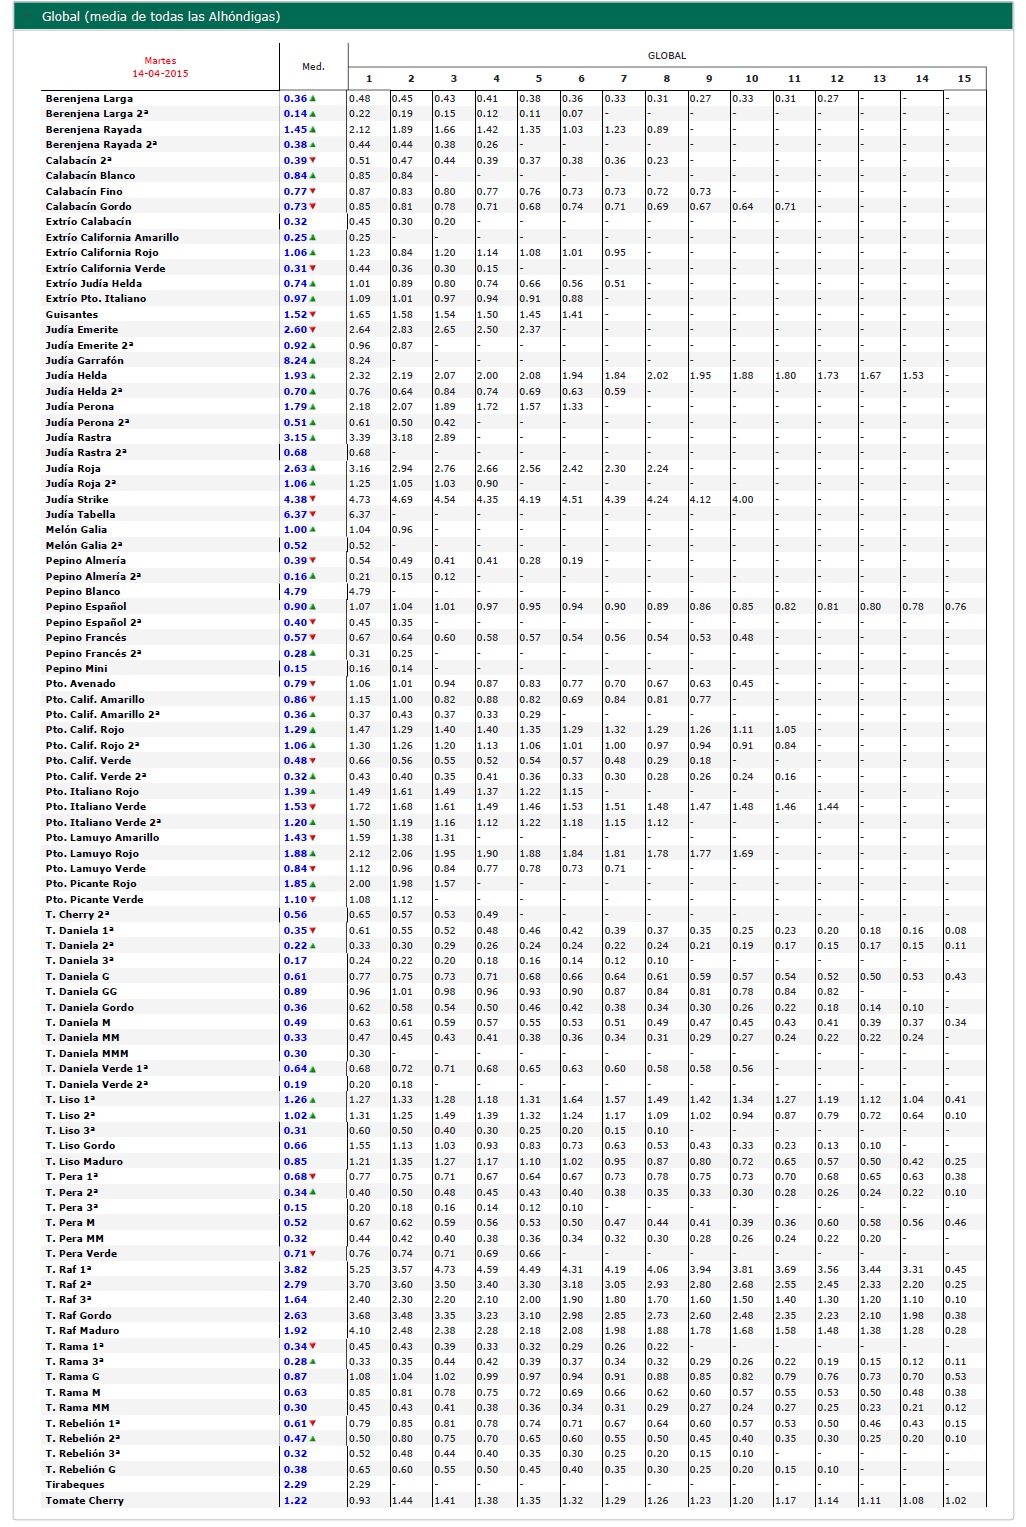 Global (media de todas las Alhóndigas)
Martes
14-04-2015
Med.
GLOBAL
1 2 3 4 5 6 7 8 9 10 11 12 13 14 15
Berenjena Larga 0.36▲ 0.48 0.45 0.43 0.41 0.38 0.36 0.33 0.31 0.27 0.33 0.31 0.27 - - -
Berenjena Larga 2ª 0.14▲ 0.22 0.19 0.15 0.12 0.11 0.07 - - - - - - - - -
Berenjena Rayada 1.45▲ 2.12 1.89 1.66 1.42 1.35 1.03 1.23 0.89 - - - - - - -
Berenjena Rayada 2ª 0.38▲ 0.44 0.44 0.38 0.26 - - - - - - - - - - -
Calabacín 2ª 0.39▼ 0.51 0.47 0.44 0.39 0.37 0.38 0.36 0.23 - - - - - - -
Calabacín Blanco 0.84▲ 0.85 0.84 - - - - - - - - - - - - -
Calabacín Fino 0.77▼ 0.87 0.83 0.80 0.77 0.76 0.73 0.73 0.72 0.73 - - - - - -
Calabacín Gordo 0.73▼ 0.85 0.81 0.78 0.71 0.68 0.74 0.71 0.69 0.67 0.64 0.71 - - - -
Extrío Calabacín 0.32 0.45 0.30 0.20 - - - - - - - - - - - -
Extrío California Amarillo 0.25▲ 0.25 - - - - - - - - - - - - - -
Extrío California Rojo 1.06▲ 1.23 0.84 1.20 1.14 1.08 1.01 0.95 - - - - - - - -
Extrío California Verde 0.31▼ 0.44 0.36 0.30 0.15 - - - - - - - - - - -
Extrío Judía Helda 0.74▲ 1.01 0.89 0.80 0.74 0.66 0.56 0.51 - - - - - - - -
Extrío Pto. Italiano 0.97▲ 1.09 1.01 0.97 0.94 0.91 0.88 - - - - - - - - -
Guisantes 1.52▼ 1.65 1.58 1.54 1.50 1.45 1.41 - - - - - - - - -
Judía Emerite 2.60▼ 2.64 2.83 2.65 2.50 2.37 - - - - - - - - - -
Judía Emerite 2ª 0.92▲ 0.96 0.87 - - - - - - - - - - - - -
Judía Garrafón 8.24▲ 8.24 - - - - - - - - - - - - - -
Judía Helda 1.93▲ 2.32 2.19 2.07 2.00 2.08 1.94 1.84 2.02 1.95 1.88 1.80 1.73 1.67 1.53 -
Judía Helda 2ª 0.70▲ 0.76 0.64 0.84 0.74 0.69 0.63 0.59 - - - - - - - -
Judía Perona 1.79▲ 2.18 2.07 1.89 1.72 1.57 1.33 - - - - - - - - -
Judía Perona 2ª 0.51▲ 0.61 0.50 0.42 - - - - - - - - - - - -
Judía Rastra 3.15▲ 3.39 3.18 2.89 - - - - - - - - - - - -
Judía Rastra 2ª 0.68 0.68 - - - - - - - - - - - - - -
Judía Roja 2.63▲ 3.16 2.94 2.76 2.66 2.56 2.42 2.30 2.24 - - - - - - -
Judía Roja 2ª 1.06▲ 1.25 1.05 1.03 0.90 - - - - - - - - - - -
Judía Strike 4.38▼ 4.73 4.69 4.54 4.35 4.19 4.51 4.39 4.24 4.12 4.00 - - - - -
Judía Tabella 6.37▼ 6.37 - - - - - - - - - - - - - -
Melón Galia 1.00▲ 1.04 0.96 - - - - - - - - - - - - -
Melón Galia 2ª 0.52 0.52 - - - - - - - - - - - - - -
Pepino Almería 0.39▼ 0.54 0.49 0.41 0.41 0.28 0.19 - - - - - - - - -
Pepino Almería 2ª 0.16▲ 0.21 0.15 0.12 - - - - - - - - - - - -
Pepino Blanco 4.79 4.79 - - - - - - - - - - - - - -
Pepino Español 0.90▲ 1.07 1.04 1.01 0.97 0.95 0.94 0.90 0.89 0.86 0.85 0.82 0.81 0.80 0.78 0.76
Pepino Español 2ª 0.40▼ 0.45 0.35 - - - - - - - - - - - - -
Pepino Francés 0.57▼ 0.67 0.64 0.60 0.58 0.57 0.54 0.56 0.54 0.53 0.48 - - - - -
Pepino Francés 2ª 0.28▲ 0.31 0.25 - - - - - - - - - - - - -
Pepino Mini 0.15 0.16 0.14 - - - - - - - - - - - - -
Pto. Avenado 0.79▼ 1.06 1.01 0.94 0.87 0.83 0.77 0.70 0.67 0.63 0.45 - - - - -
Pto. Calif. Amarillo 0.86▼ 1.15 1.00 0.82 0.88 0.82 0.69 0.84 0.81 0.77 - - - - - -
Pto. Calif. Amarillo 2ª 0.36▲ 0.37 0.43 0.37 0.33 0.29 - - - - - - - - - -
Pto. Calif. Rojo 1.29▲ 1.47 1.29 1.40 1.40 1.35 1.29 1.32 1.29 1.26 1.11 1.05 - - - -
Pto. Calif. Rojo 2ª 1.06▲ 1.30 1.26 1.20 1.13 1.06 1.01 1.00 0.97 0.94 0.91 0.84 - - - -
Pto. Calif. Verde 0.48▼ 0.66 0.56 0.55 0.52 0.54 0.57 0.48 0.29 0.18 - - - - - -
Pto. Calif. Verde 2ª 0.32▲ 0.43 0.40 0.35 0.41 0.36 0.33 0.30 0.28 0.26 0.24 0.16 - - - -
Pto. Italiano Rojo 1.39▲ 1.49 1.61 1.49 1.37 1.22 1.15 - - - - - - - - -
Pto. Italiano Verde 1.53▼ 1.72 1.68 1.61 1.49 1.46 1.53 1.51 1.48 1.47 1.48 1.46 1.44 - - -
Pto. Italiano Verde 2ª 1.20▲ 1.50 1.19 1.16 1.12 1.22 1.18 1.15 1.12 - - - - - - -
Pto. Lamuyo Amarillo 1.43▼ 1.59 1.38 1.31 - - - - - - - - - - - -
Pto. Lamuyo Rojo 1.88▲ 2.12 2.06 1.95 1.90 1.88 1.84 1.81 1.78 1.77 1.69 - - - - -
Pto. Lamuyo Verde 0.84▼ 1.12 0.96 0.84 0.77 0.78 0.73 0.71 - - - - - - - -
Pto. Picante Rojo 1.85▲ 2.00 1.98 1.57 - - - - - - - - - - - -
Pto. Picante Verde 1.10▼ 1.08 1.12 - - - - - - - - - - - - -
T. Cherry 2ª 0.56 0.65 0.57 0.53 0.49 - - - - - - - - - - -
T. Daniela 1ª 0.35▼ 0.61 0.55 0.52 0.48 0.46 0.42 0.39 0.37 0.35 0.25 0.23 0.20 0.18 0.16 0.08
T. Daniela 2ª 0.22▲ 0.33 0.30 0.29 0.26 0.24 0.24 0.22 0.24 0.21 0.19 0.17 0.15 0.17 0.15 0.11
T. Daniela 3ª 0.17 0.24 0.22 0.20 0.18 0.16 0.14 0.12 0.10 - - - - - - -
T. Daniela G 0.61 0.77 0.75 0.73 0.71 0.68 0.66 0.64 0.61 0.59 0.57 0.54 0.52 0.50 0.53 0.43
T. Daniela GG 0.89 0.96 1.01 0.98 0.96 0.93 0.90 0.87 0.84 0.81 0.78 0.84 0.82 - - -
T. Daniela Gordo 0.36 0.62 0.58 0.54 0.50 0.46 0.42 0.38 0.34 0.30 0.26 0.22 0.18 0.14 0.10 -
T. Daniela M 0.49 0.63 0.61 0.59 0.57 0.55 0.53 0.51 0.49 0.47 0.45 0.43 0.41 0.39 0.37 0.34
T. Daniela MM 0.33 0.47 0.45 0.43 0.41 0.38 0.36 0.34 0.31 0.29 0.27 0.24 0.22 0.22 0.24 -
T. Daniela MMM 0.30 0.30 - - - - - - - - - - - - - -
T. Daniela Verde 1ª 0.64▲ 0.68 0.72 0.71 0.68 0.65 0.63 0.60 0.58 0.58 0.56 - - - - -
T. Daniela Verde 2ª 0.19 0.20 0.18 - - - - - - - - - - - - -
T. Liso 1ª 1.26▲ 1.27 1.33 1.28 1.18 1.31 1.64 1.57 1.49 1.42 1.34 1.27 1.19 1.12 1.04 0.41
T. Liso 2ª 1.02▲ 1.31 1.25 1.49 1.39 1.32 1.24 1.17 1.09 1.02 0.94 0.87 0.79 0.72 0.64 0.10
T. Liso 3ª 0.31 0.60 0.50 0.40 0.30 0.25 0.20 0.15 0.10 - - - - - - -
T. Liso Gordo 0.66 1.55 1.13 1.03 0.93 0.83 0.73 0.63 0.53 0.43 0.33 0.23 0.13 0.10 - -
T. Liso Maduro 0.85 1.21 1.35 1.27 1.17 1.10 1.02 0.95 0.87 0.80 0.72 0.65 0.57 0.50 0.42 0.25
T. Pera 1ª 0.68▼ 0.77 0.75 0.71 0.67 0.64 0.67 0.73 0.78 0.75 0.73 0.70 0.68 0.65 0.63 0.38
T. Pera 2ª 0.34▲ 0.40 0.50 0.48 0.45 0.43 0.40 0.38 0.35 0.33 0.30 0.28 0.26 0.24 0.22 0.10
T. Pera 3ª 0.15 0.20 0.18 0.16 0.14 0.12 0.10 - - - - - - - - -
T. Pera M 0.52 0.67 0.62 0.59 0.56 0.53 0.50 0.47 0.44 0.41 0.39 0.36 0.60 0.58 0.56 0.46
T. Pera MM 0.32 0.44 0.42 0.40 0.38 0.36 0.34 0.32 0.30 0.28 0.26 0.24 0.22 0.20 - -
T. Pera Verde 0.71▼ 0.76 0.74 0.71 0.69 0.66 - - - - - - - - - -
T. Raf 1ª 3.82 5.25 3.57 4.73 4.59 4.49 4.31 4.19 4.06 3.94 3.81 3.69 3.56 3.44 3.31 0.45
T. Raf 2ª 2.79 3.70 3.60 3.50 3.40 3.30 3.18 3.05 2.93 2.80 2.68 2.55 2.45 2.33 2.20 0.25
T. Raf 3ª 1.64 2.40 2.30 2.20 2.10 2.00 1.90 1.80 1.70 1.60 1.50 1.40 1.30 1.20 1.10 0.10
T. Raf Gordo 2.63 3.68 3.48 3.35 3.23 3.10 2.98 2.85 2.73 2.60 2.48 2.35 2.23 2.10 1.98 0.38
T. Raf Maduro 1.92 4.10 2.48 2.38 2.28 2.18 2.08 1.98 1.88 1.78 1.68 1.58 1.48 1.38 1.28 0.28
T. Rama 1ª 0.34▼ 0.45 0.43 0.39 0.33 0.32 0.29 0.26 0.22 - - - - - - -
T. Rama 3ª 0.28▲ 0.33 0.35 0.44 0.42 0.39 0.37 0.34 0.32 0.29 0.26 0.22 0.19 0.15 0.12 0.11
T. Rama G 0.87 1.08 1.04 1.02 0.99 0.97 0.94 0.91 0.88 0.85 0.82 0.79 0.76 0.73 0.70 0.53
T. Rama M 0.63 0.85 0.81 0.78 0.75 0.72 0.69 0.66 0.62 0.60 0.57 0.55 0.53 0.50 0.48 0.38
T. Rama MM 0.30 0.45 0.43 0.41 0.38 0.36 0.34 0.31 0.29 0.27 0.24 0.27 0.25 0.23 0.21 0.12
T. Rebelión 1ª 0.61▼ 0.79 0.85 0.81 0.78 0.74 0.71 0.67 0.64 0.60 0.57 0.53 0.50 0.46 0.43 0.15
T. Rebelión 2ª 0.47▲ 0.50 0.80 0.75 0.70 0.65 0.60 0.55 0.50 0.45 0.40 0.35 0.30 0.25 0.20 0.10
T. Rebelión 3ª 0.32 0.52 0.48 0.44 0.40 0.35 0.30 0.25 0.20 0.15 0.10 - - - - -
T. Rebelión G 0.38 0.65 0.60 0.55 0.50 0.45 0.40 0.35 0.30 0.25 0.20 0.15 0.10 - - -
Tirabeques 2.29 2.29 - - - - - - - - - - - - - -
Tomate Cherry 1.22 0.93 1.44 1.41 1.38 1.35 1.32 1.29 1.26 1.23 1.20 1.17 1.14 1.11 1.08 1.02